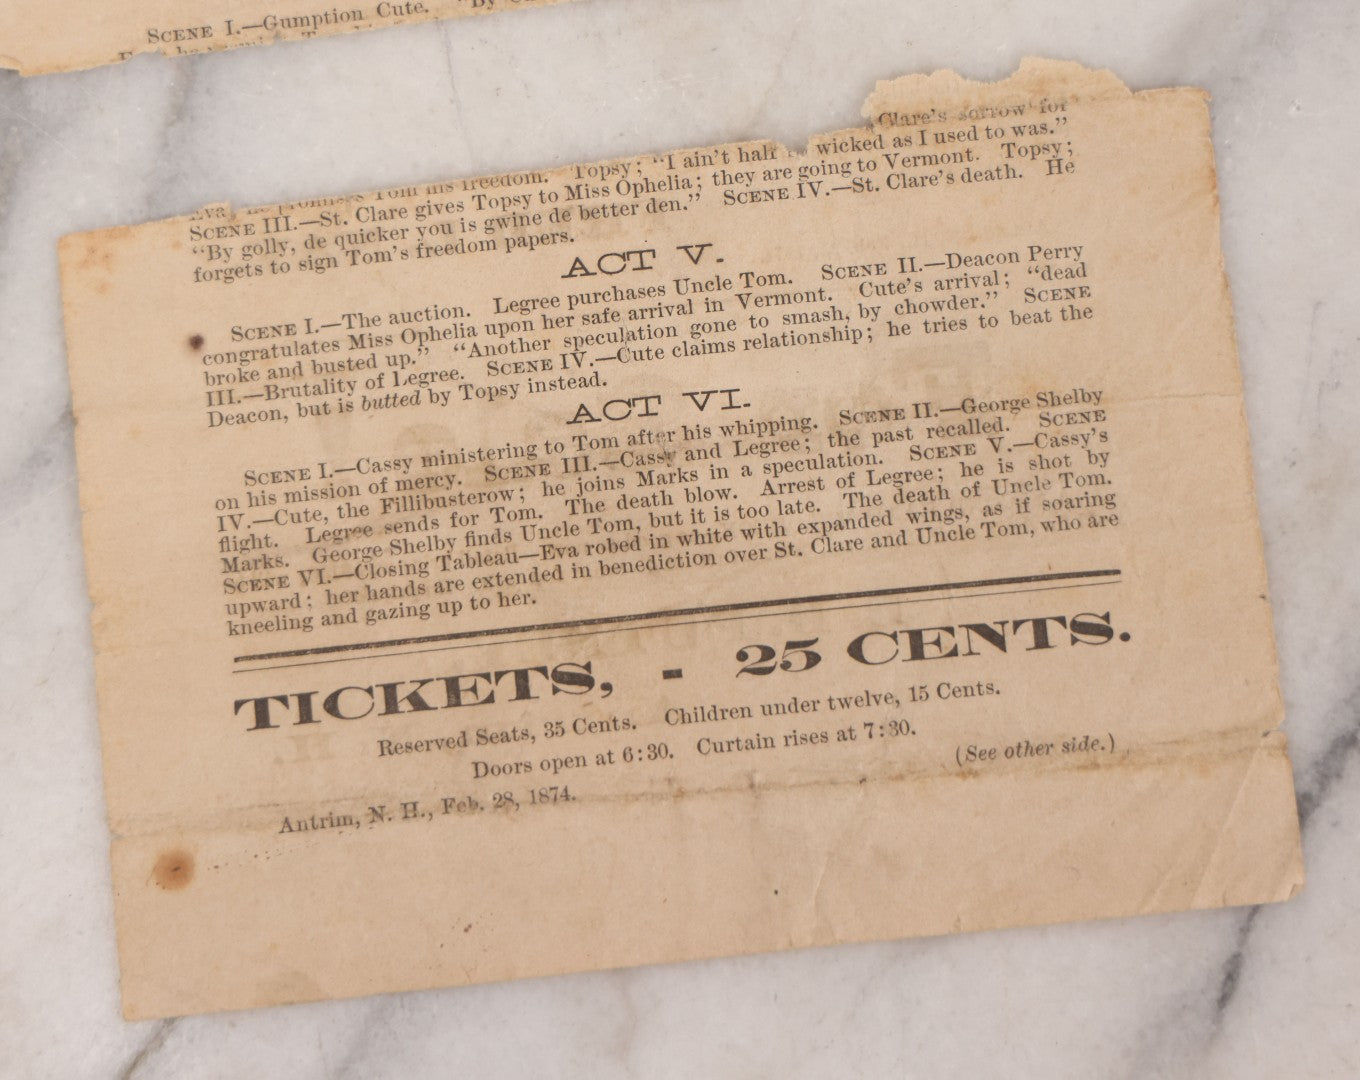 SCENE I.—Gumption Cute. "By
Clare's sorrow for
Eva, he promises Tom his freedom. Topsy; "I ain't half wicked as I used to was."
SCENE III.—St. Clare gives Topsy to Miss Ophelia; they are going to Vermont. Topsy;
"By golly, de quicker you is gwine de better den." SCENE IV.—St. Clare's death. He
forgets to sign Tom's freedom papers.
ACT V.
SCENE I.—The auction. Legree purchases Uncle Tom. SCENE II.—Deacon Perry
congratulates Miss Ophelia upon her safe arrival in Vermont. Cute's arrival; "dead
broke and busted up." "Another speculation gone to smash, by chowder." SCENE
III.—Brutality of Legree. SCENE IV.—Cute claims relationship; he tries to beat the
Deacon, but is butted by Topsy instead.
ACT VI.
SCENE I.—Cassy ministering to Tom after his whipping. SCENE II.—George Shelby
on his mission of mercy. SCENE III.—Cassy and Legree; the past recalled. SCENE
IV.—Cute, the Fillibusterow; he joins Marks in a speculation. SCENE V.—Cassy's
flight. Legree sends for Tom. The death blow. Arrest of Legree; he is shot by
Marks. George Shelby finds Uncle Tom, but it is too late. The death of Uncle Tom.
SCENE VI.—Closing Tableau—Eva robed in white with expanded wings, as if soaring
upward; her hands are extended in benediction over St. Clare and Uncle Tom, who are
kneeling and gazing up to her.
TICKETS, - 25 CENTS.
Reserved Seats, 35 Cents. Children under twelve, 15 Cents.
Doors open at 6:30. Curtain rises at 7:30.
(See other side.)
Antrim, N. H., Feb. 28, 1874.